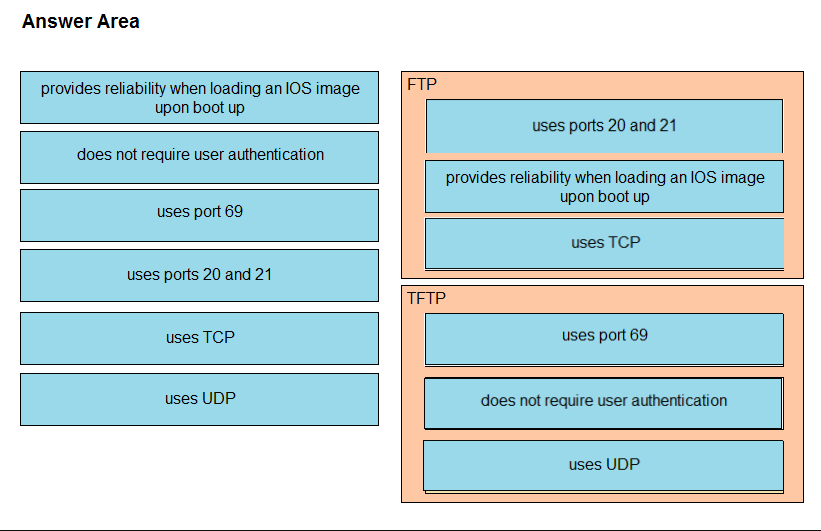 Answer Area
provides reliability when loading an IOS image
upon boot up
does not require user authentication
uses port 69
uses ports 20 and 21
uses TCP
uses UDP
FTP
uses ports 20 and 21
provides reliability when loading an IOS image
upon boot up
uses TCP
TFTP
uses port 69
does not require user authentication
uses UDP